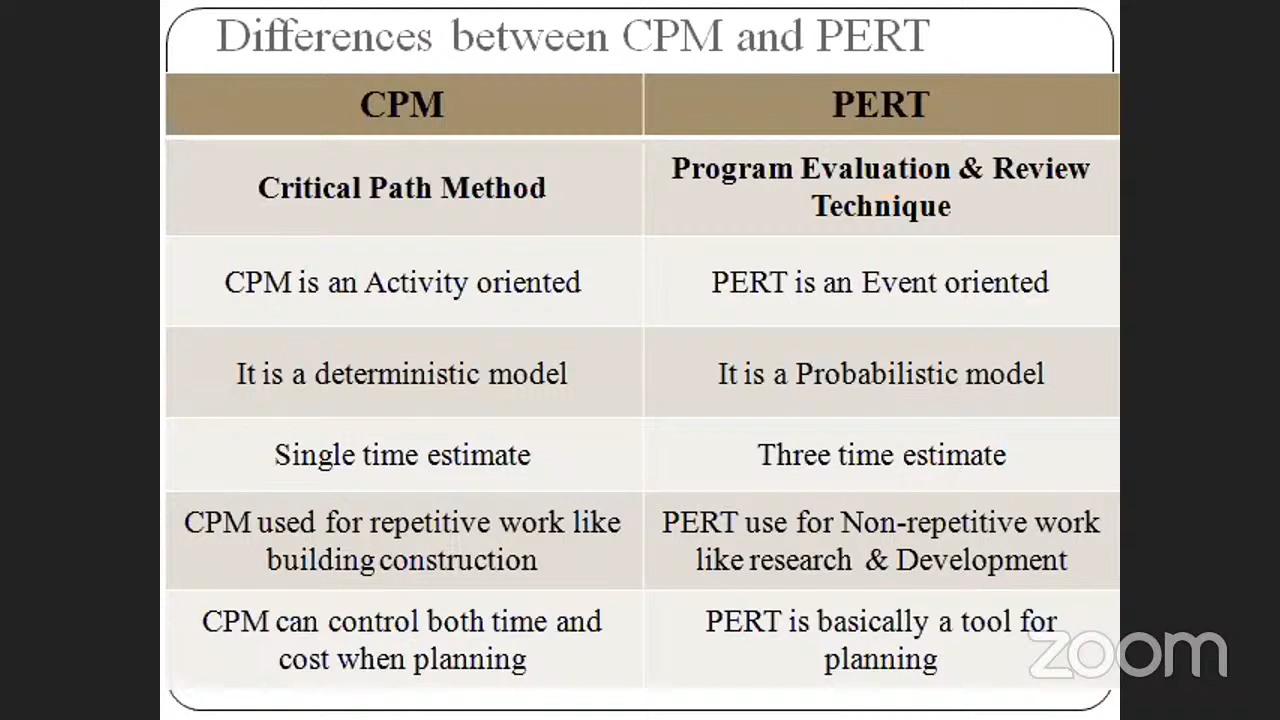 Differences between CPM and PERT
CPM
PERT
Critical Path Method
Program Evaluation & Review
Technique
CPM is an Activity oriented
PERT is an Event oriented
It is a deterministic model
It is a Probabilistic model
Single time estimate
Three time estimate
CPM used for repetitive work like
building construction
PERT use for Non-repetitive work
like research & Development
CPM can control both time and
cost when planning
PERT is basically a tool for
planning
zoom